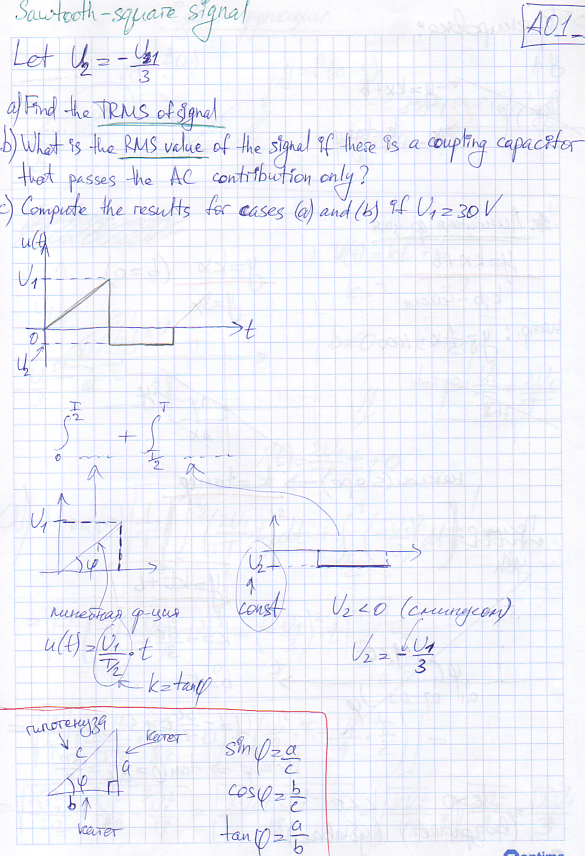 Sawtooth-square signal
A01_
Let U2 = -U1/3
a) Find the TRMS of signal
b) What is the RMS value of the signal if there is a coupling capacitor
that passes the AC contribution only?
c) Compute the results for cases (a) and (b) if U1 = 30 V
u(t)
U1
0
t
U2
∫ 0 T/2 ..... + ∫ T/2 T .....
U1
φ
U2
линейная ф-ция
const
U2 < 0 (с минусом)
u(t) = U1/(T/2) · t
U2 = -U1/3
k = tanφ
гипотенуза
катет
c
a
φ
b
катет
sin φ = a/c
cos φ = b/c
tan φ = a/b